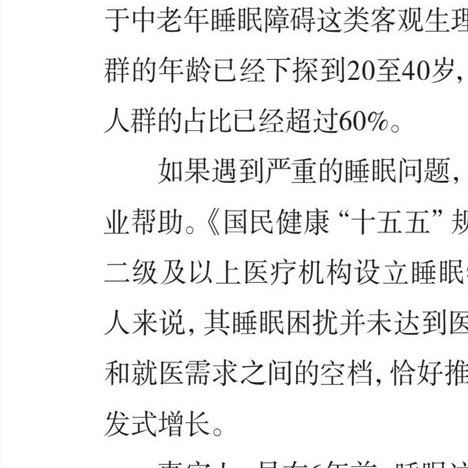 于中老年睡眠障碍这类客观生理
群的年龄已经下探到20至40岁，
人群的占比已经超过60%。
如果遇到严重的睡眠问题，
业帮助。《国民健康“十五五”规
二级及以上医疗机构设立睡眠
人来说，其睡眠困扰并未达到医
和就医需求之间的空档，恰好推
发式增长。